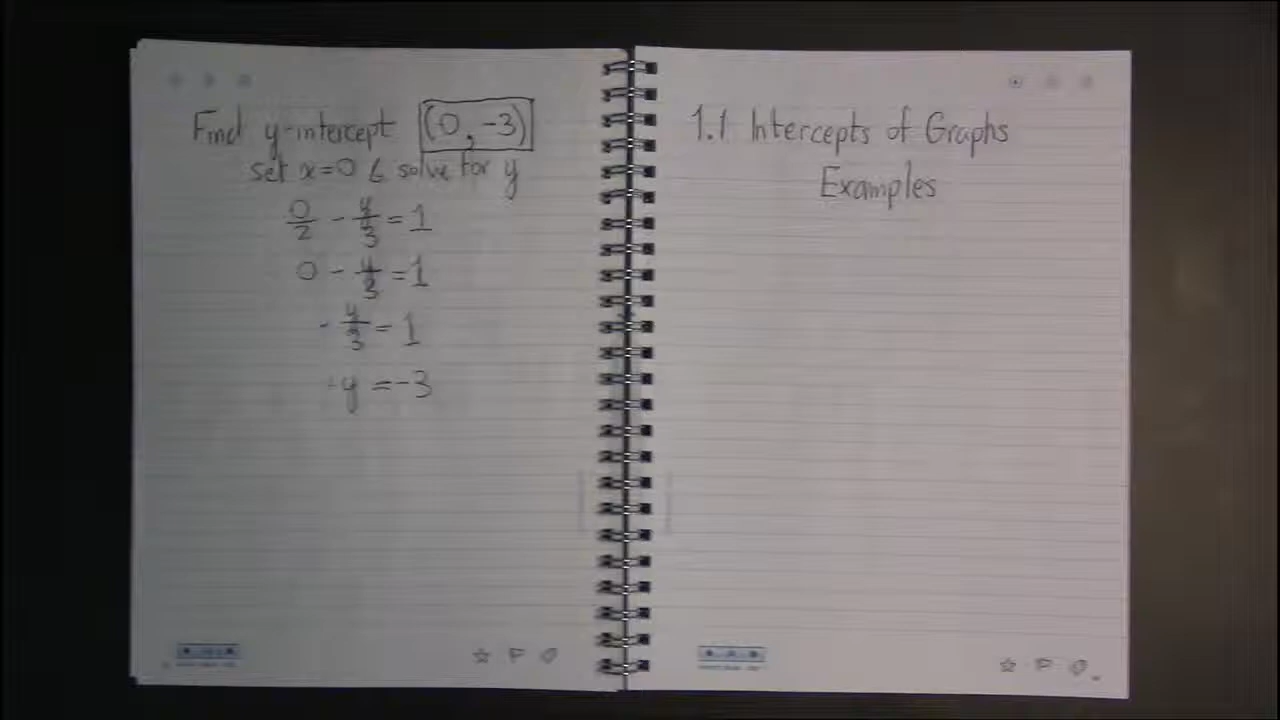 Find y-intercept (0, -3)
set x=0 & solve for y
0/2 - y/3 = 1
0 - y/3 = 1
- y/3 = 1
y = -3
1.1 Intercepts of Graphs
Examples